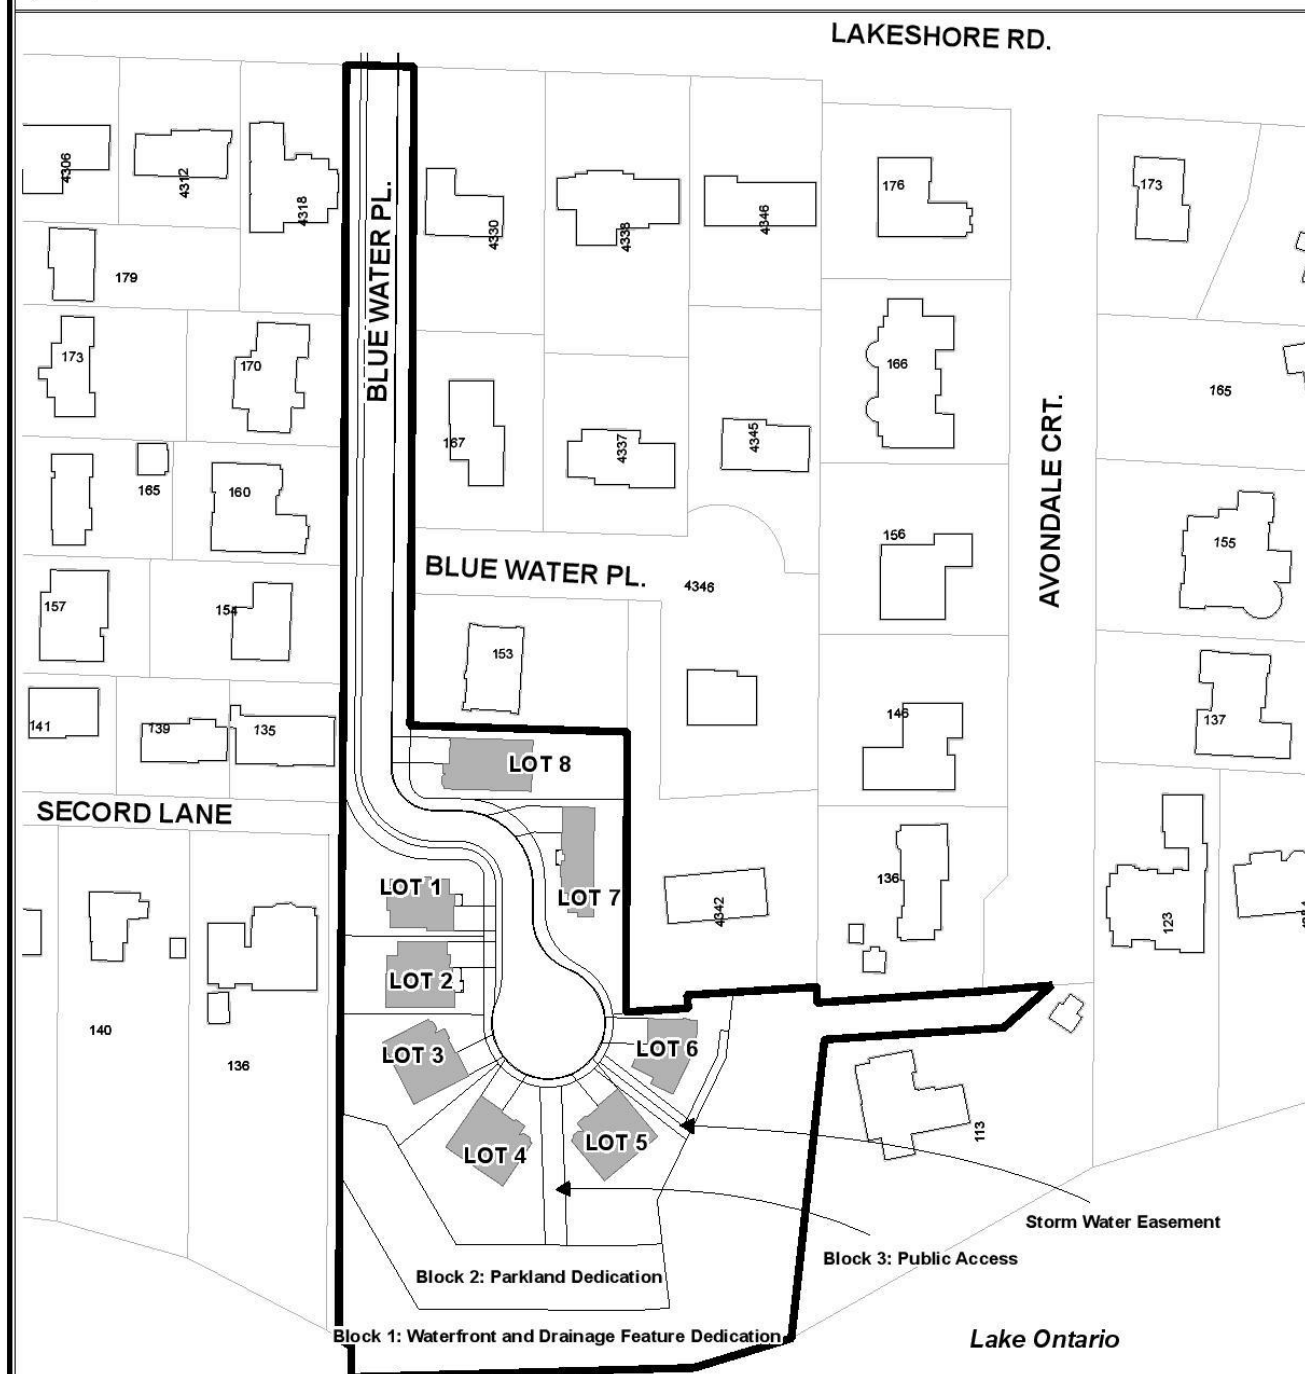 LAKESHORE RD.
4306
4312
4318
BLUE WATER PL.
4330
4338
4346
176
173
179
173
170
167
4337
4345
166
165
AVONDALE CRT.
165
160
156
155
BLUE WATER PL.
4346
157
154
153
141
139
135
146
137
LOT 8
SECORD LANE
LOT 1
LOT 7
136
4342
123
LOT 2
140
136
LOT 3
LOT 6
LOT 4
LOT 5
113
Storm Water Easement
Block 3: Public Access
Block 2: Parkland Dedication
Block 1: Waterfront and Drainage Feature Dedication
Lake Ontario